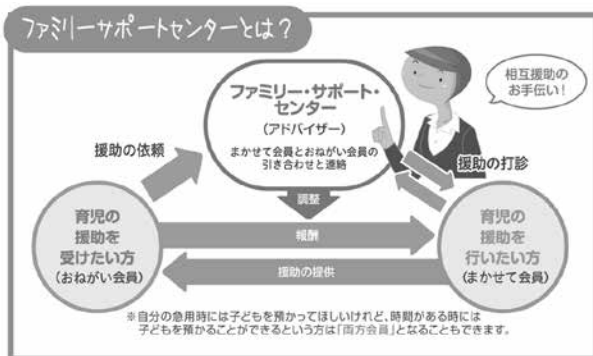 ファミリーサポートセンターとは？
ファミリー・サポート・
センター
(アドバイザー)
まかせて会員とおねがい会員の
引き合わせと連絡
相互援助の
お手伝い！
援助の依頼
援助の打診
調整
育児の
援助を
受けたい方
(おねがい会員)
報酬
援助の提供
育児の
援助を
行いたい方
(まかせて会員)
※自分の急用時には子どもを預かってほしいけれど、時間がある時には
子どもを預かることができるという方は「両方会員」となることもできます。